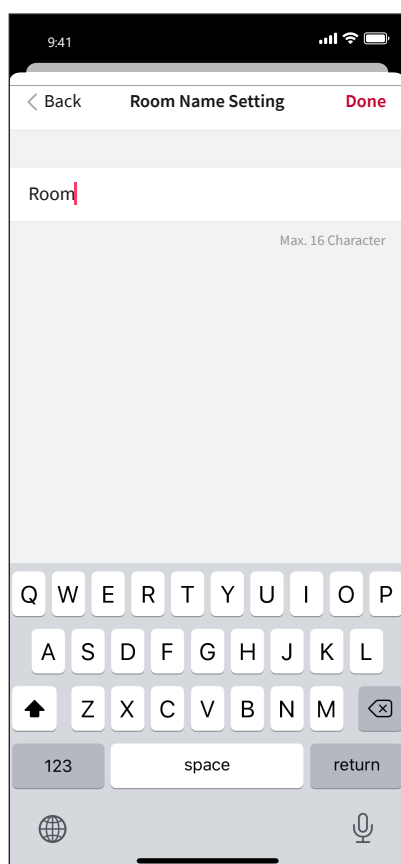 9:41
Back Room Name Setting Done
Room
Max. 16 Character
Q W E R T Y U I O P
A S D F G H J K L
Z X C V B N M
123 space return